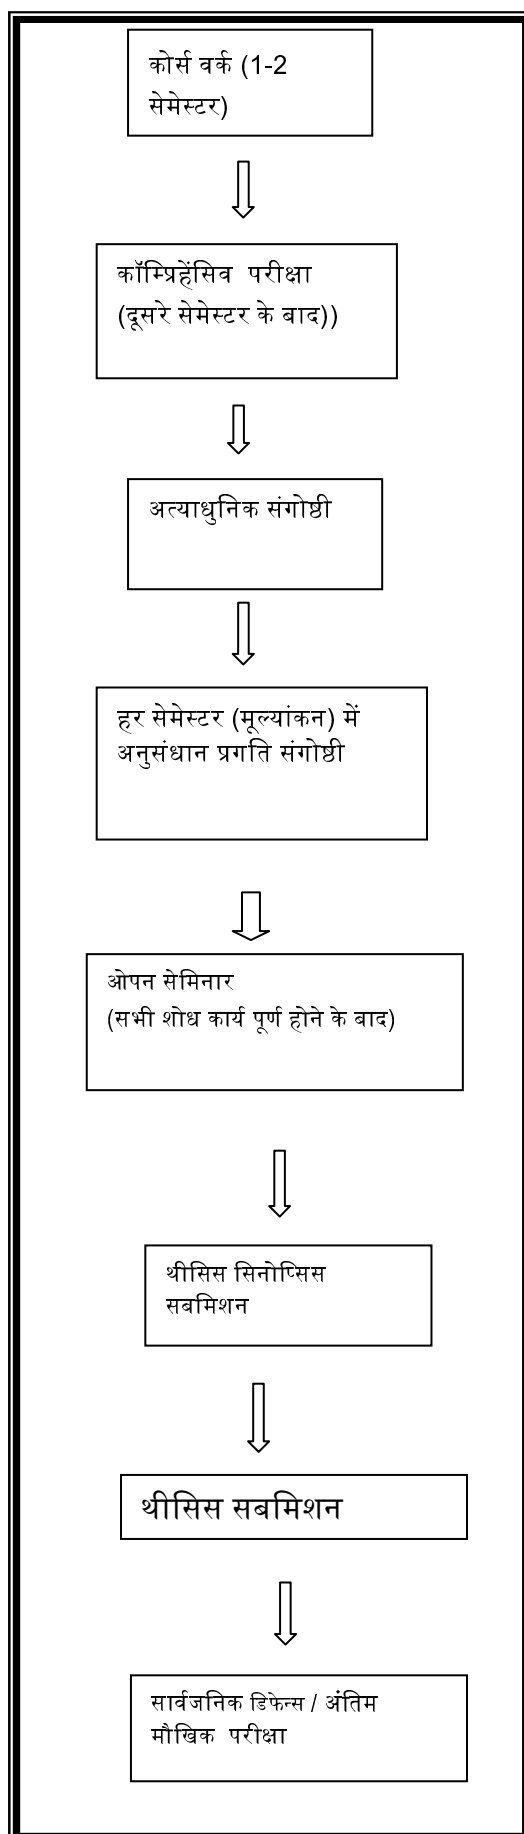 कोर्स वर्क (1-2
सेमेस्टर)
कॉम्प्रिहेंसिव परीक्षा
(दूसरे सेमेस्टर के बाद))
अत्याधुनिक संगोष्ठी
हर सेमेस्टर (मूल्यांकन) में
अनुसंधान प्रगति संगोष्ठी
ओपन सेमिनार
(सभी शोध कार्य पूर्ण होने के बाद)
थीसिस सिनोप्सिस
सबमिशन
थीसिस सबमिशन
सार्वजनिक डिफेन्स / अंतिम
मौखिक परीक्षा